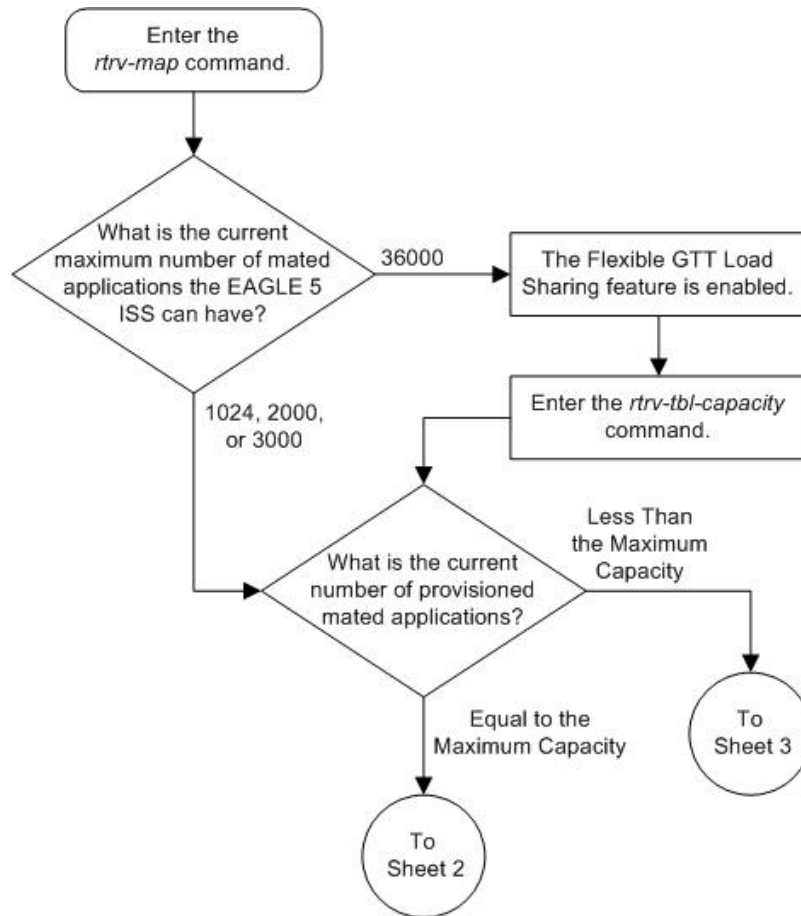 Enter the
rtrv-map command.
What is the current
maximum number of mated
applications the EAGLE 5
ISS can have?
36000
The Flexible GTT Load
Sharing feature is enabled.
1024, 2000,
or 3000
Enter the rtrv-tbl-capacity
command.
What is the current
number of provisioned
mated applications?
Less Than
the Maximum
Capacity
Equal to the
Maximum Capacity
To
Sheet 3
To
Sheet 2